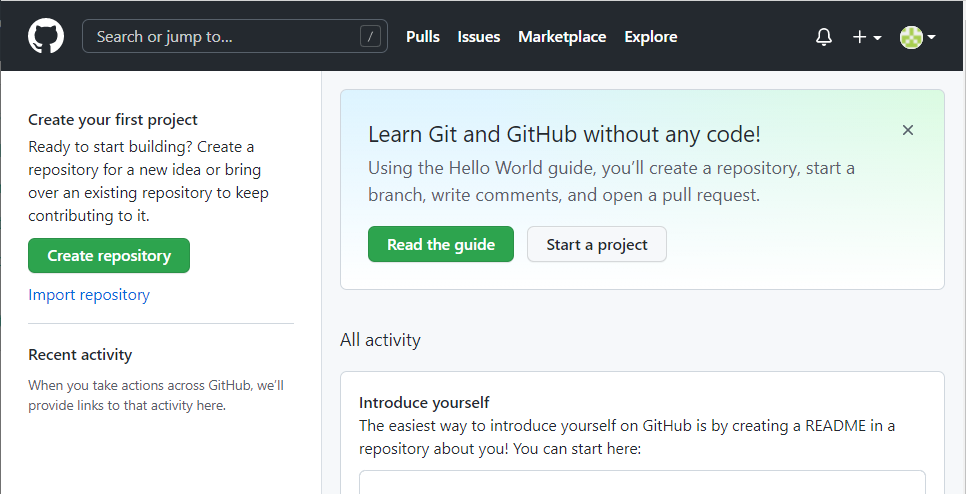 Search or jump to...
/
Pulls
Issues
Marketplace
Explore
Create your first project
Ready to start building? Create a
repository for a new idea or bring
over an existing repository to keep
contributing to it.
Create repository
Import repository
Recent activity
When you take actions across GitHub, we'll
provide links to that activity here.
Learn Git and GitHub without any code!
Using the Hello World guide, you'll create a repository, start a
branch, write comments, and open a pull request.
Read the guide
Start a project
All activity
Introduce yourself
The easiest way to introduce yourself on GitHub is by creating a README in a
repository about you! You can start here: